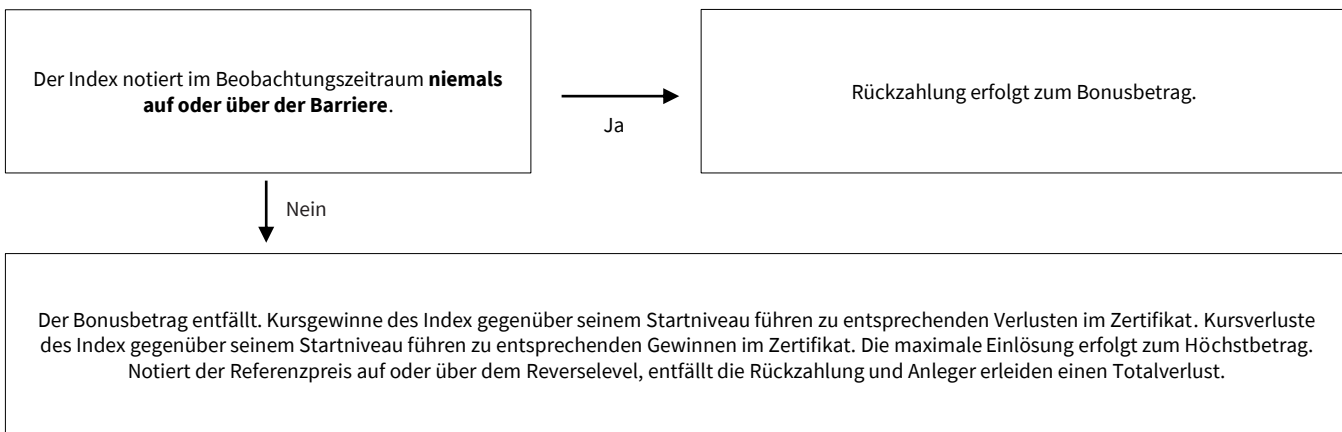 Der Index notiert im Beobachtungszeitraum niemals
auf oder über der Barriere.
Ja
Rückzahlung erfolgt zum Bonusbetrag.
Nein
Der Bonusbetrag entfällt. Kursgewinne des Index gegenüber seinem Startniveau führen zu entsprechenden Verlusten im Zertifikat. Kursverluste
des Index gegenüber seinem Startniveau führen zu entsprechenden Gewinnen im Zertifikat. Die maximale Einlösung erfolgt zum Höchstbetrag.
Notiert der Referenzpreis auf oder über dem Reverselevel, entfällt die Rückzahlung und Anleger erleiden einen Totalverlust.